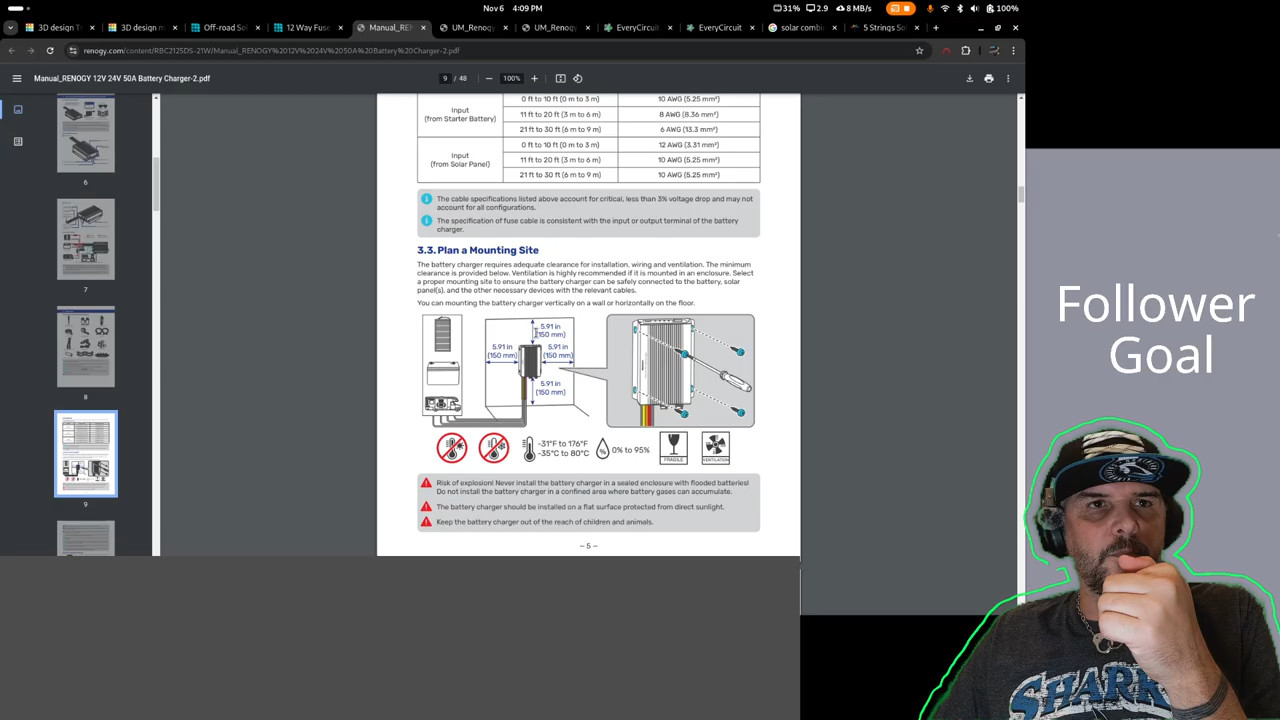 Nov 6 4:09 PM
31% 2.9 8 MB/s 100%
3D design T
3D design m
Off-road So
12 Way Fuse
Manual_REN
UM_Renogy
UM_Renogy
EveryCircuit
EveryCircuit
solar combin
5 Strings Sol
renogy.com/content/RBC2125DS-21W/Manual_RENOGY%2012V%2024V%2050A%20Battery%20Charger-2.pdf
Manual_RENOGY 12V 24V 50A Battery Charger-2.pdf
9 / 48
100%
6
7
8
9
Input
(from Starter Battery)
0 ft to 10 ft (0 m to 3 m) 10 AWG (5.25 mm²)
11 ft to 20 ft (3 m to 6 m) 8 AWG (8.36 mm²)
21 ft to 30 ft (6 m to 9 m) 6 AWG (13.3 mm²)
Input
(from Solar Panel)
0 ft to 10 ft (0 m to 3 m) 12 AWG (3.31 mm²)
11 ft to 20 ft (3 m to 6 m) 10 AWG (5.25 mm²)
21 ft to 30 ft (6 m to 9 m) 10 AWG (5.25 mm²)
The cable specifications listed above account for critical, less than 3% voltage drop and may not
account for all configurations.
The specification of fuse cable is consistent with the input or output terminal of the battery
charger.
3.3. Plan a Mounting Site
The battery charger requires adequate clearance for installation, wiring and ventilation. The minimum
clearance is provided below. Ventilation is highly recommended if it is mounted in an enclosure. Select
a proper mounting site to ensure the battery charger can be safely connected to the battery, solar
panel(s), and the other necessary devices with the relevant cables.
You can mounting the battery charger vertically on a wall or horizontally on the floor.
5.91 in
(150 mm)
5.91 in
(150 mm)
5.91 in
(150 mm)
5.91 in
(150 mm)
-31°F to 176°F
-35°C to 80°C
%
0% to 95%
FRAGILE
VENTILATION
Risk of explosion! Never install the battery charger in a sealed enclosure with flooded batteries!
Do not install the battery charger in a confined area where battery gases can accumulate.
The battery charger should be installed on a flat surface protected from direct sunlight.
Keep the battery charger out of the reach of children and animals.
— 5 —
Follower
Goal
SHARK